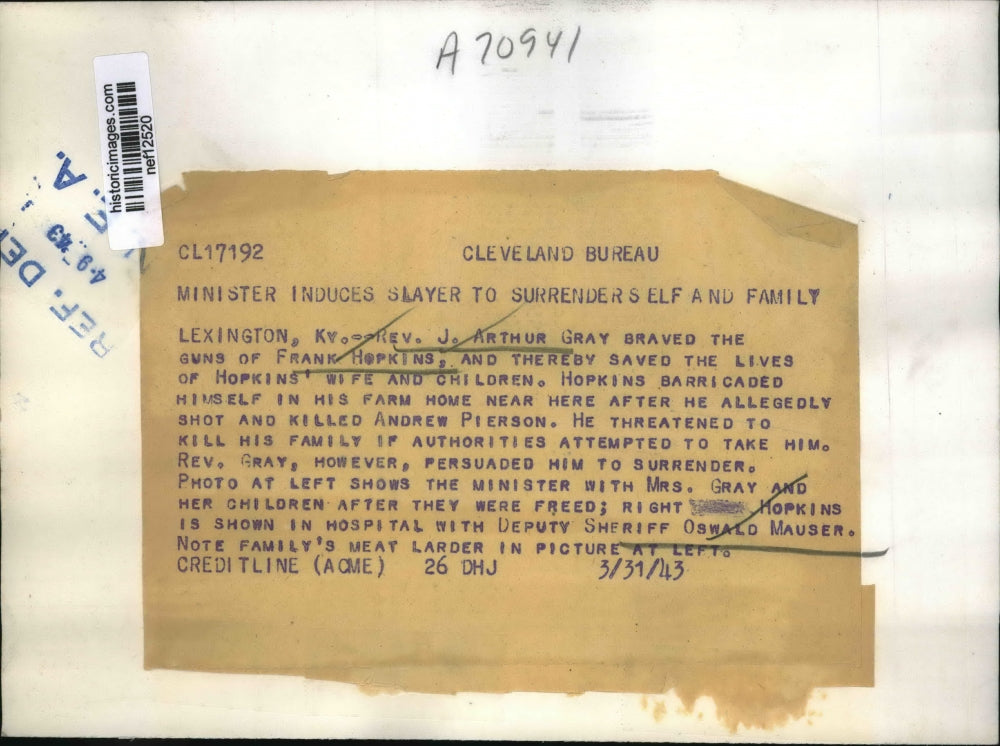 A 70941
historicimages.com
nef12520
REF. DE
4-9-'43
E. A.
CL17192 CLEVELAND BUREAU
MINISTER INDUCES SLAYER TO SURRENDER SELF AND FAMILY
LEXINGTON, KY.--REV. J. ARTHUR GRAY BRAVED THE
GUNS OF FRANK HOPKINS, AND THEREBY SAVED THE LIVES
OF HOPKINS' WIFE AND CHILDREN. HOPKINS BARRICADED
HIMSELF IN HIS FARM HOME NEAR HERE AFTER HE ALLEGEDLY
SHOT AND KILLED ANDREW PIERSON. HE THREATENED TO
KILL HIS FAMILY IF AUTHORITIES ATTEMPTED TO TAKE HIM.
REV. GRAY, HOWEVER, PERSUADED HIM TO SURRENDER.
PHOTO AT LEFT SHOWS THE MINISTER WITH MRS. GRAY AND
HER CHILDREN AFTER THEY WERE FREED; RIGHT HOPKINS
IS SHOWN IN HOSPITAL WITH DEPUTY SHERIFF OSWALD MAUSER.
NOTE FAMILY'S MEAT LARDER IN PICTURE AT LEFT.
CREDITLINE (ACME) 26 DHJ 3/31/43